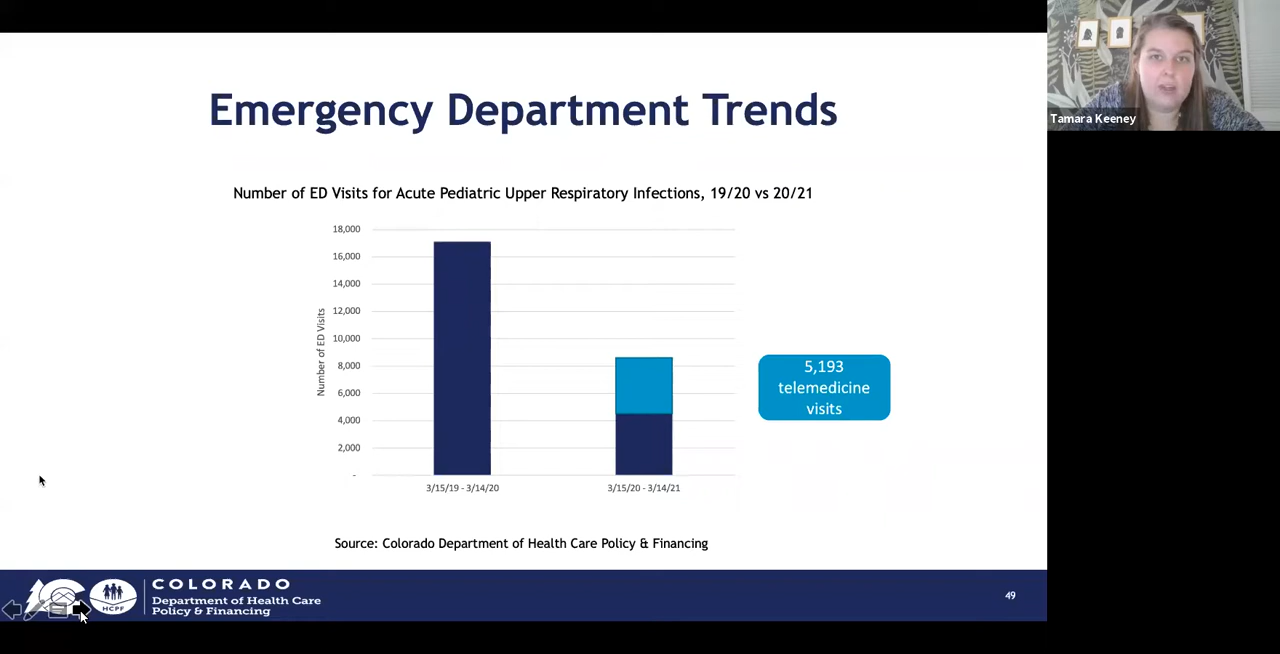 Emergency Department Trends
Tamara Keeney
Number of ED Visits for Acute Pediatric Upper Respiratory Infections, 19/20 vs 20/21
Number of ED Visits
18,000
16,000
14,000
12,000
10,000
8,000
6,000
4,000
2,000
-
3/15/19 - 3/14/20
3/15/20 - 3/14/21
5,193
telemedicine
visits
Source: Colorado Department of Health Care Policy & Financing
HCPF
COLORADO
Department of Health Care
Policy & Financing
49